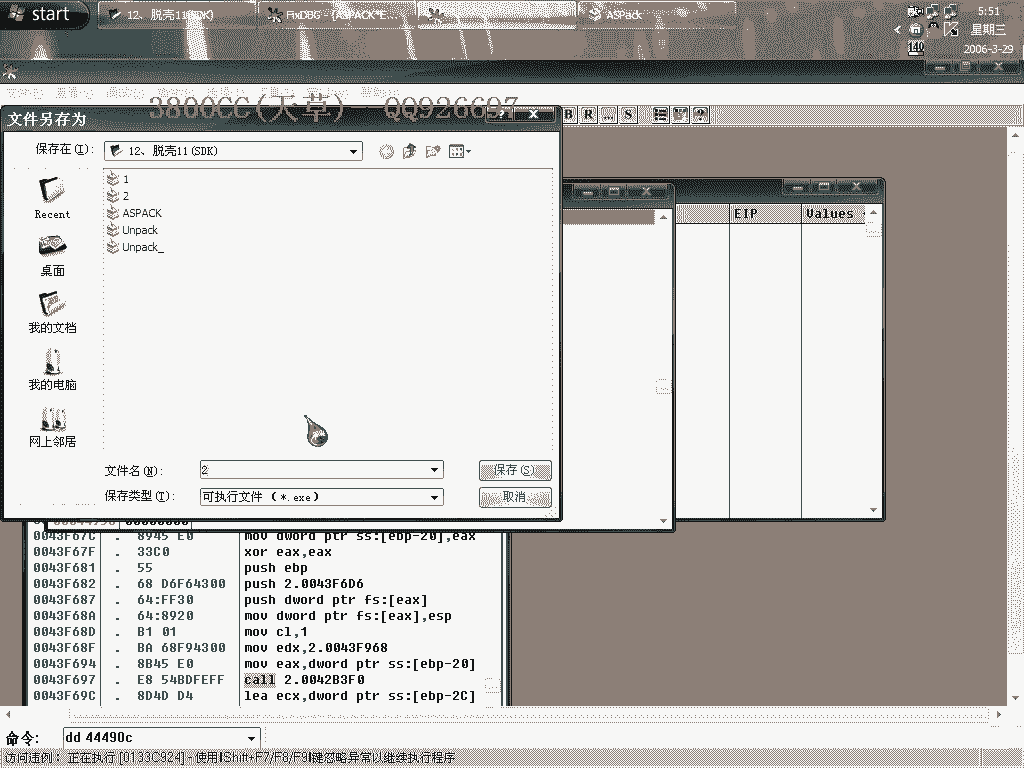 start
12、脱壳11(SDK)
FixDBG - [ASPACK*E...
ASPack
5:51
星期三
2006-3-29
140
3800CC(天草) · QQ926697
文件另存为
保存在(I):
12、脱壳11(SDK)
B R ... S
Recent
桌面
我的文档
我的电脑
网上邻居
1
2
ASPACK
Unpack
Unpack_
EIP
Values
文件名(N):
2
保存(S)
保存类型(T):
可执行文件 (*.exe)
取消
0043F67C . 8945 E0 mov dword ptr ss:[ebp-20],eax
0043F67F . 33C0 xor eax,eax
0043F681 . 55 push ebp
0043F682 . 68 D6F64300 push 2.0043F6D6
0043F687 . 64:FF30 push dword ptr fs:[eax]
0043F68A . 64:8920 mov dword ptr fs:[eax],esp
0043F68D . B1 01 mov cl,1
0043F68F . BA 68F94300 mov edx,2.0043F968
0043F694 . 8B45 E0 mov eax,dword ptr ss:[ebp-20]
0043F697 . E8 54BDFEFF call 2.0042B3F0
0043F69C . 8D4D D4 lea ecx,dword ptr ss:[ebp-2C]
命令:
dd 44490c
访问违例: 正在执行 [0133C924] - 使用Shift+F7/F8/F9键忽略异常以继续执行程序